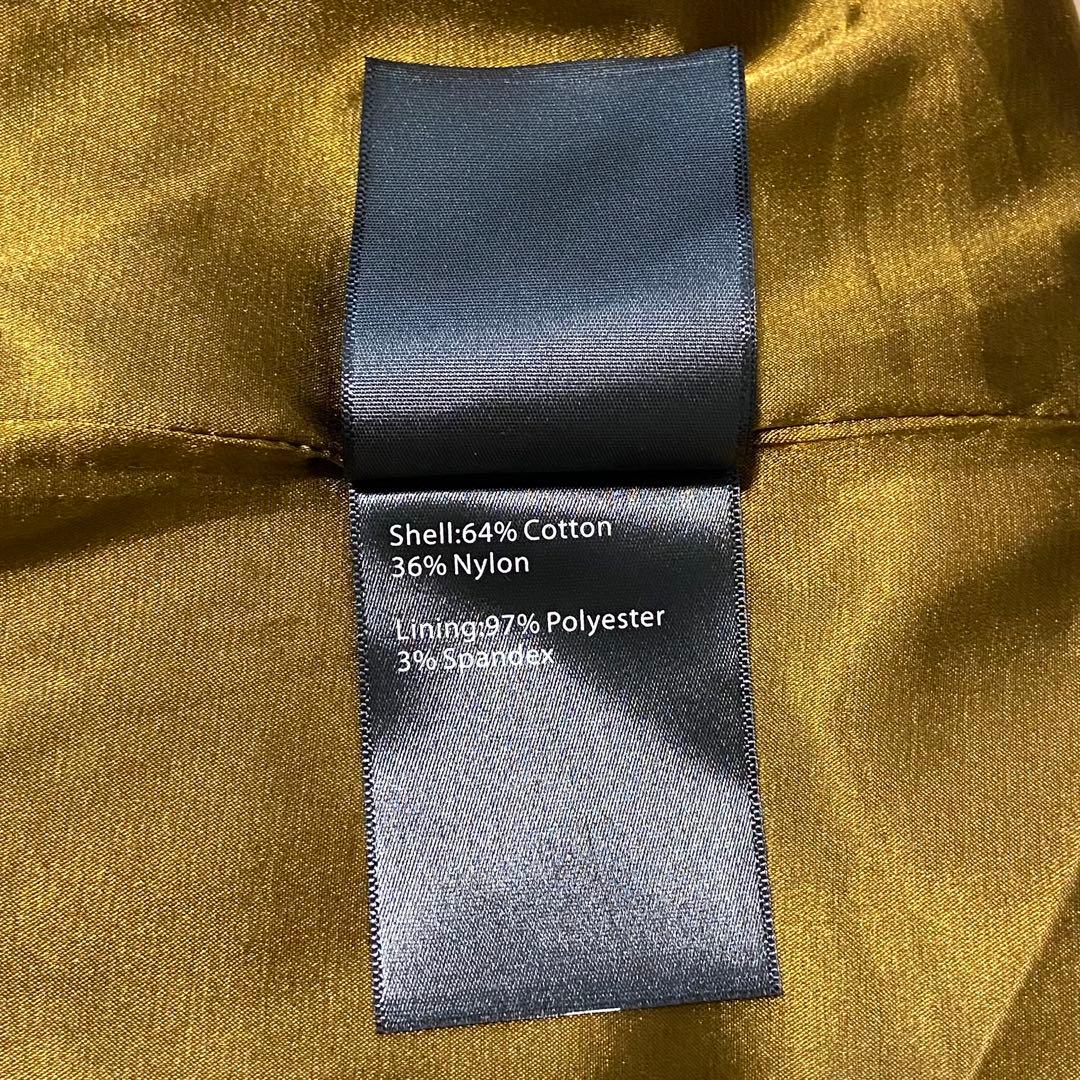 Shell:64% Cotton
36% Nylon
Lining:97% Polyester
3% Spandex